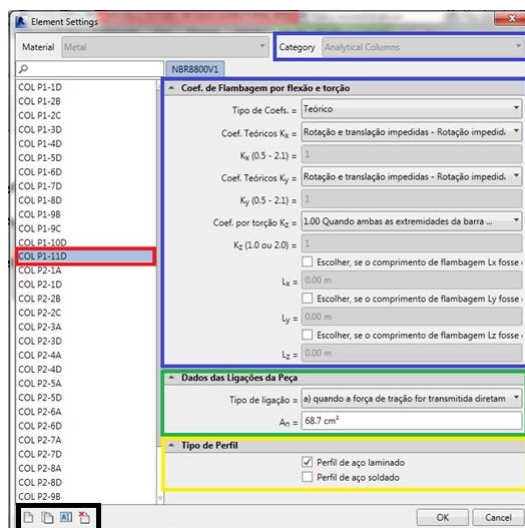 Element Settings
Material Metal
Category Analytical Columns
NBR8800V1
COL P1-1D
COL P1-2B
COL P1-2C
COL P1-3D
COL P1-4D
COL P1-5D
COL P1-6D
COL P1-7D
COL P1-8D
COL P1-9B
COL P1-9C
COL P1-10D
COL P1-11D
COL P2-1A
COL P2-1D
COL P2-2B
COL P2-2C
COL P2-3A
COL P2-3D
COL P2-4A
COL P2-4D
COL P2-5A
COL P2-5D
COL P2-6A
COL P2-6D
COL P2-7A
COL P2-7D
COL P2-8A
COL P2-8D
COL P2-9B
Coef. de Flambagem por flexão e torção
Tipo de Coefs. = Teórico
Coef. Teóricos Kx = Rotação e translação impedidas - Rotação impedid.
Kx (0.5 - 2.1) = 1
Coef. Teóricos Ky = Rotação e translação impedidas - Rotação impedid.
Ky (0.5 - 2.1) = 1
Coef. por torção Kz = 1.00 Quando ambas as extremidades da barra ...
Kz (1.0 ou 2.0) = 1
Escolher, se o comprimento de flambagem Lx fosse
Lx = 0.00 m
Escolher, se o comprimento de flambagem Ly fosse
Ly = 0.00 m
Escolher, se o comprimento de flambagem Lz fosse
Lz = 0.00 m
Dados das Ligações da Peça
Tipo de ligação = a) quando a força de tração for transmitida diretam
An = 68.7 cm²
Tipo de Perfil
Perfil de aço laminado
Perfil de aço soldado
OK
Cancel